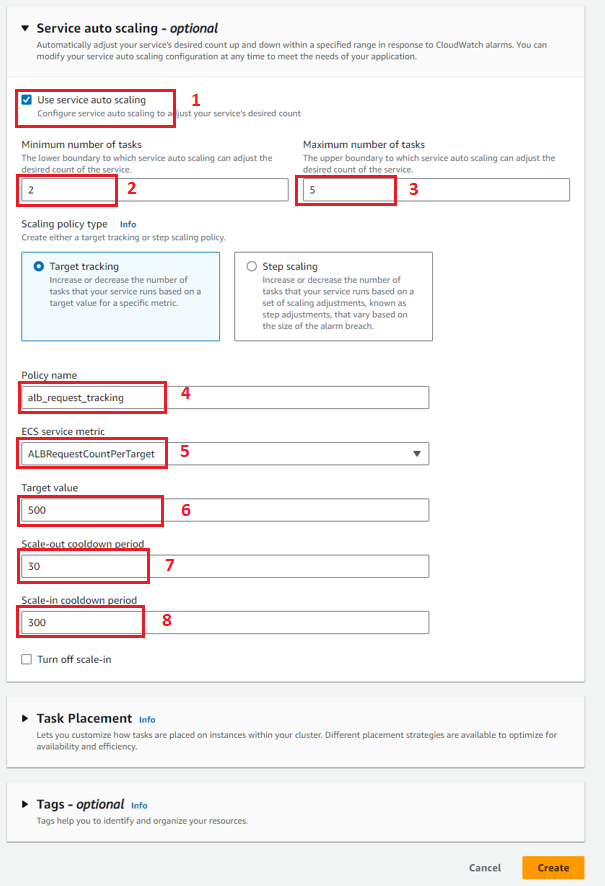 Service auto scaling - optional
Automatically adjust your service's desired count up and down within a specified range in response to CloudWatch alarms. You can
modify your service auto scaling configuration at any time to meet the needs of your application.
Use service auto scaling 1
Configure service auto scaling to adjust your service's desired count
Minimum number of tasks
The lower boundary to which service auto scaling can adjust the
desired count of the service.
2 2
Maximum number of tasks
The upper boundary to which service auto scaling can adjust the
desired count of the service.
5 3
Scaling policy type Info
Create either a target tracking or step scaling policy.
Target tracking
Increase or decrease the number of
tasks that your service runs based on a
target value for a specific metric.
Step scaling
Increase or decrease the number of
tasks that your service runs based on a
set of scaling adjustments, known as
step adjustments, that vary based on
the size of the alarm breach.
Policy name
alb_request_tracking 4
ECS service metric
ALBRequestCountPerTarget 5
Target value
500 6
Scale-out cooldown period
30 7
Scale-in cooldown period
300 8
Turn off scale-in
Task Placement Info
Lets you customize how tasks are placed on instances within your cluster. Different placement strategies are available to optimize for
availability and efficiency.
Tags - optional Info
Tags help you to identify and organize your resources.
Cancel Create